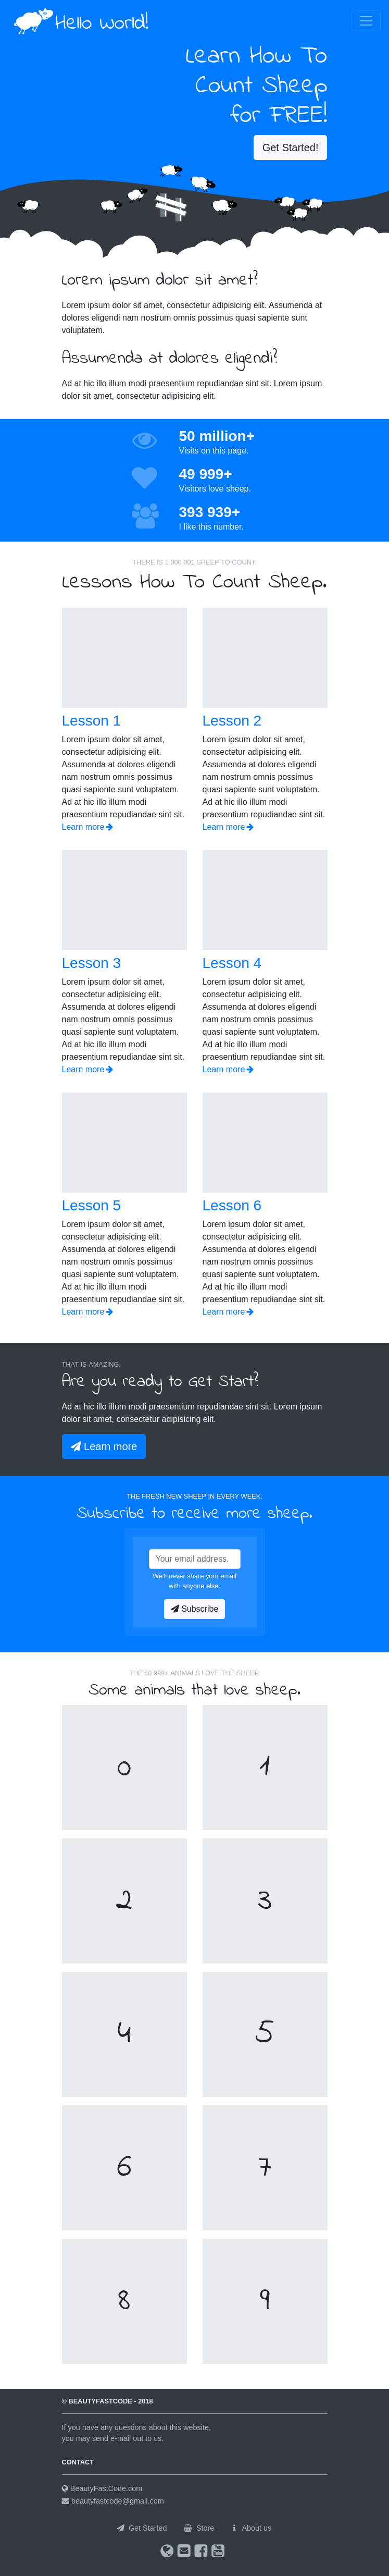 Hello World!
Learn How To
Count Sheep
for FREE!
Get Started!
Lorem ipsum dolor sit amet?
Lorem ipsum dolor sit amet, consectetur adipisicing elit. Assumenda at
dolores eligendi nam nostrum omnis possimus quasi sapiente sunt
voluptatem.
Assumenda at dolores eligendi?
Ad at hic illo illum modi praesentium repudiandae sint sit. Lorem ipsum
dolor sit amet, consectetur adipisicing elit.
50 million+
Visits on this page.
49 999+
Visitors love sheep.
393 939+
I like this number.
THERE IS 1 000 001 SHEEP TO COUNT.
Lessons How To Count Sheep.
Lesson 1
Lorem ipsum dolor sit amet,
consectetur adipisicing elit.
Assumenda at dolores eligendi
nam nostrum omnis possimus
quasi sapiente sunt voluptatem.
Ad at hic illo illum modi
praesentium repudiandae sint sit.
Learn more
Lesson 2
Lorem ipsum dolor sit amet,
consectetur adipisicing elit.
Assumenda at dolores eligendi
nam nostrum omnis possimus
quasi sapiente sunt voluptatem.
Ad at hic illo illum modi
praesentium repudiandae sint sit.
Learn more
Lesson 3
Lorem ipsum dolor sit amet,
consectetur adipisicing elit.
Assumenda at dolores eligendi
nam nostrum omnis possimus
quasi sapiente sunt voluptatem.
Ad at hic illo illum modi
praesentium repudiandae sint sit.
Learn more
Lesson 4
Lorem ipsum dolor sit amet,
consectetur adipisicing elit.
Assumenda at dolores eligendi
nam nostrum omnis possimus
quasi sapiente sunt voluptatem.
Ad at hic illo illum modi
praesentium repudiandae sint sit.
Learn more
Lesson 5
Lorem ipsum dolor sit amet,
consectetur adipisicing elit.
Assumenda at dolores eligendi
nam nostrum omnis possimus
quasi sapiente sunt voluptatem.
Ad at hic illo illum modi
praesentium repudiandae sint sit.
Learn more
Lesson 6
Lorem ipsum dolor sit amet,
consectetur adipisicing elit.
Assumenda at dolores eligendi
nam nostrum omnis possimus
quasi sapiente sunt voluptatem.
Ad at hic illo illum modi
praesentium repudiandae sint sit.
Learn more
THAT IS AMAZING.
Are you ready to Get Start?
Ad at hic illo illum modi praesentium repudiandae sint sit. Lorem ipsum
dolor sit amet, consectetur adipisicing elit.
Learn more
THE FRESH NEW SHEEP IN EVERY WEEK.
Subscribe to receive more sheep.
Your email address.
We'll never share your email
with anyone else.
Subscribe
THE 50 999+ ANIMALS LOVE THE SHEEP.
Some animals that love sheep.
0
1
2
3
4
5
6
7
8
9
© BEAUTYFASTCODE - 2018
If you have any questions about this website,
you may send e-mail out to us.
CONTACT
BeautyFastCode.com
beautyfastcode@gmail.com
Get Started Store About us